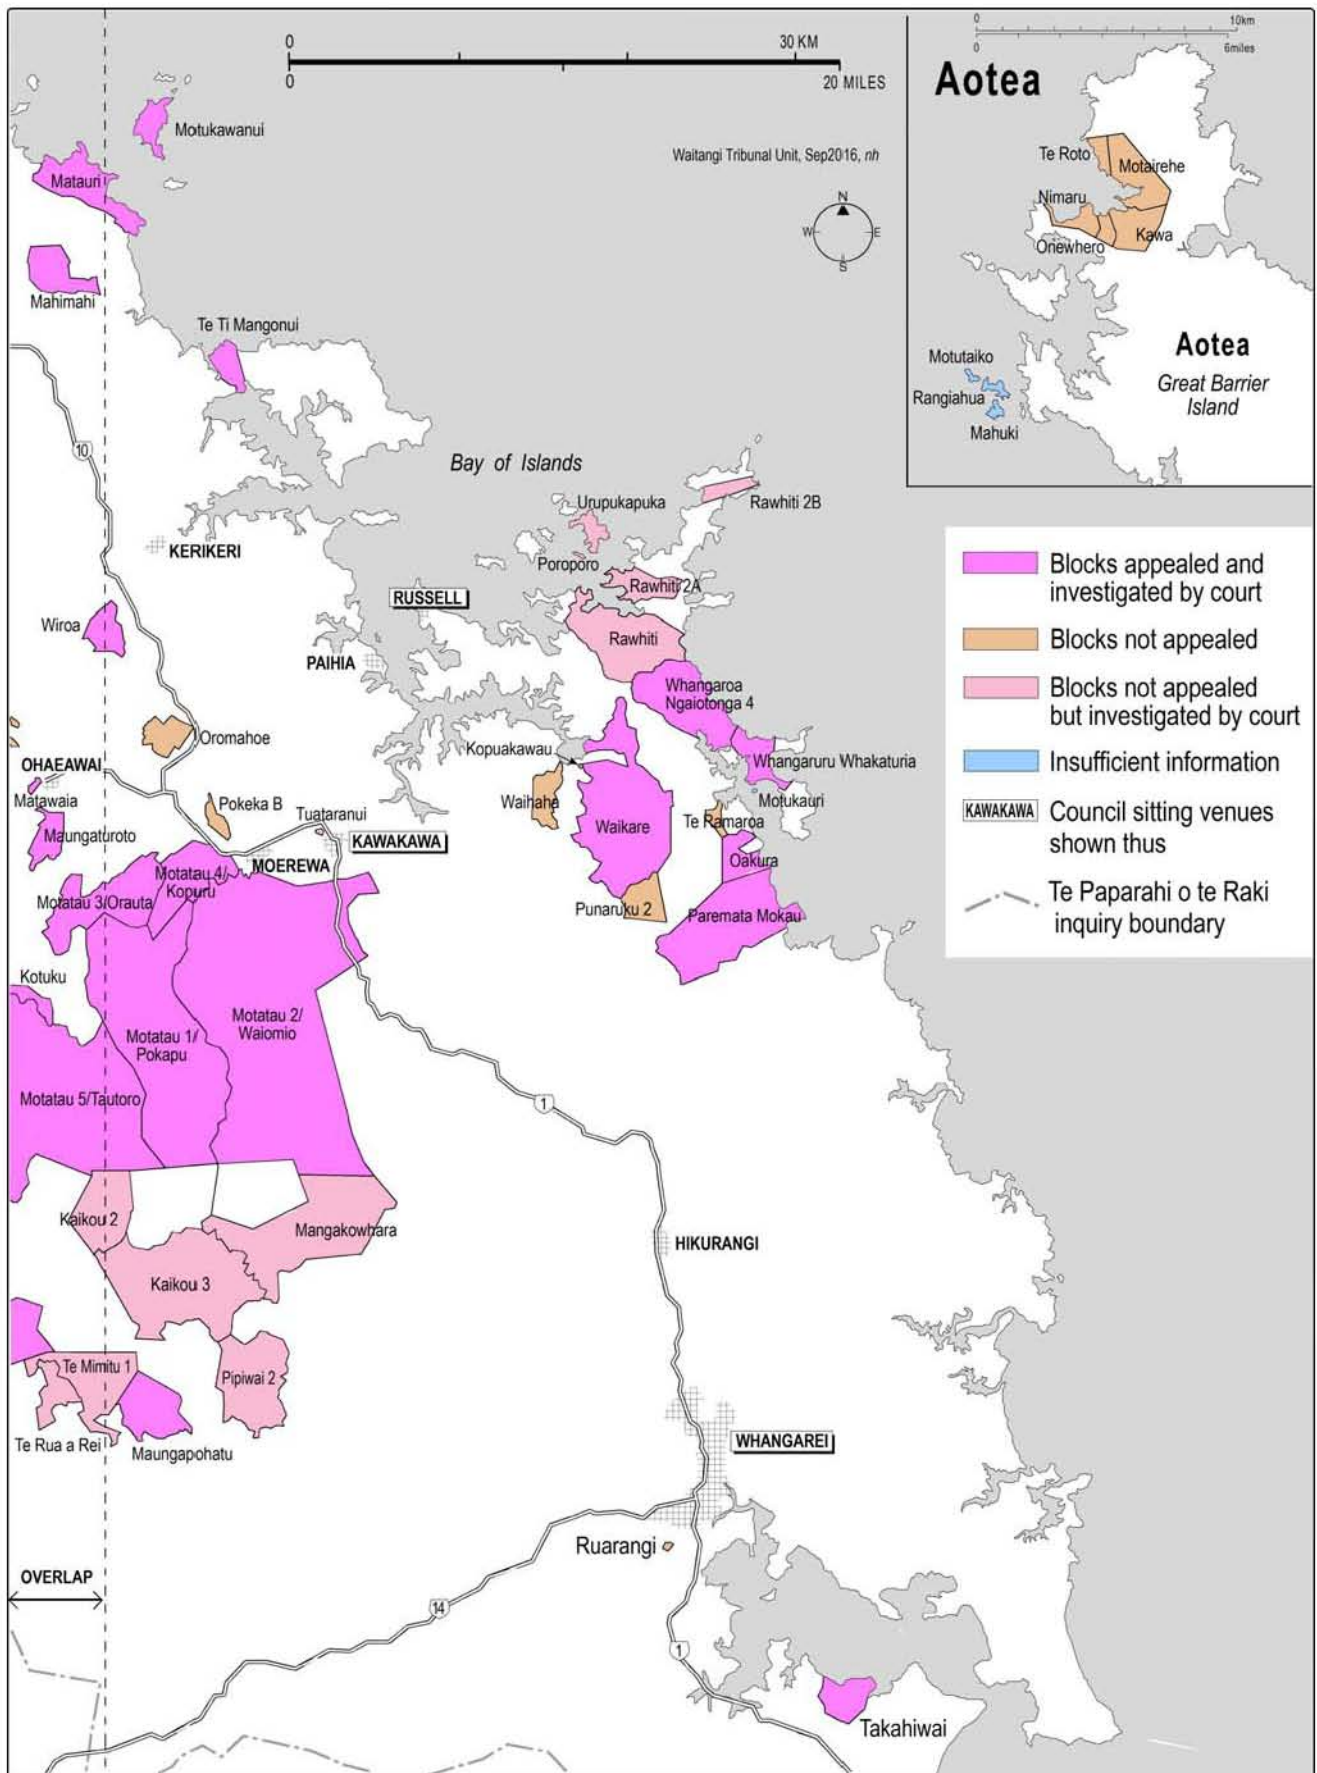 0 30 KM
0 20 MILES
Waitangi Tribunal Unit, Sep2016, nh
N
W E
S
0 10km
0 6miles
Aotea
Te Roto
Motairehe
Nimaru
Kawa
Onewhero
Aotea
Great Barrier
Island
Motutaiko
Rangiahua
Mahuki
Motukawanui
Matauri
Mahimahi
Te Ti Mangonui
10
Bay of Islands
Urupukapuka
Rawhiti 2B
Poroporo
Rawhiti 2A
KERIKERI
RUSSELL
Rawhiti
Wiroa
PAIHIA
Whangaroa
Ngaiotonga 4
Oromahoe
Kopuakawau
Whangaruru Whakaturia
OHAEAWAI
Matawaia
Pokeka B
Tuataranui
Waihaha
Motukauri
Maungaturoto
KAWAKAWA
Waikare
Te Ramaroa
MOEREWA
Oakura
Motatau 4/
Kopuru
Motatau 3/Orauta
Punaruku 2
Paremata Mokau
Kotuku
Motatau 2/
Waiomio
Motatau 1/
Pokapu
Motatau 5/Tautoro
1
Kaikou 2
Mangakowhara
HIKURANGI
Kaikou 3
Te Mimitu 1
Pipiwai 2
Te Rua a Rei
Maungapohatu
WHANGAREI
Ruarangi
OVERLAP
14
1
Takahiwai
Blocks appealed and
investigated by court
Blocks not appealed
Blocks not appealed
but investigated by court
Insufficient information
KAWAKAWA Council sitting venues
shown thus
Te Paparahi o te Raki
inquiry boundary